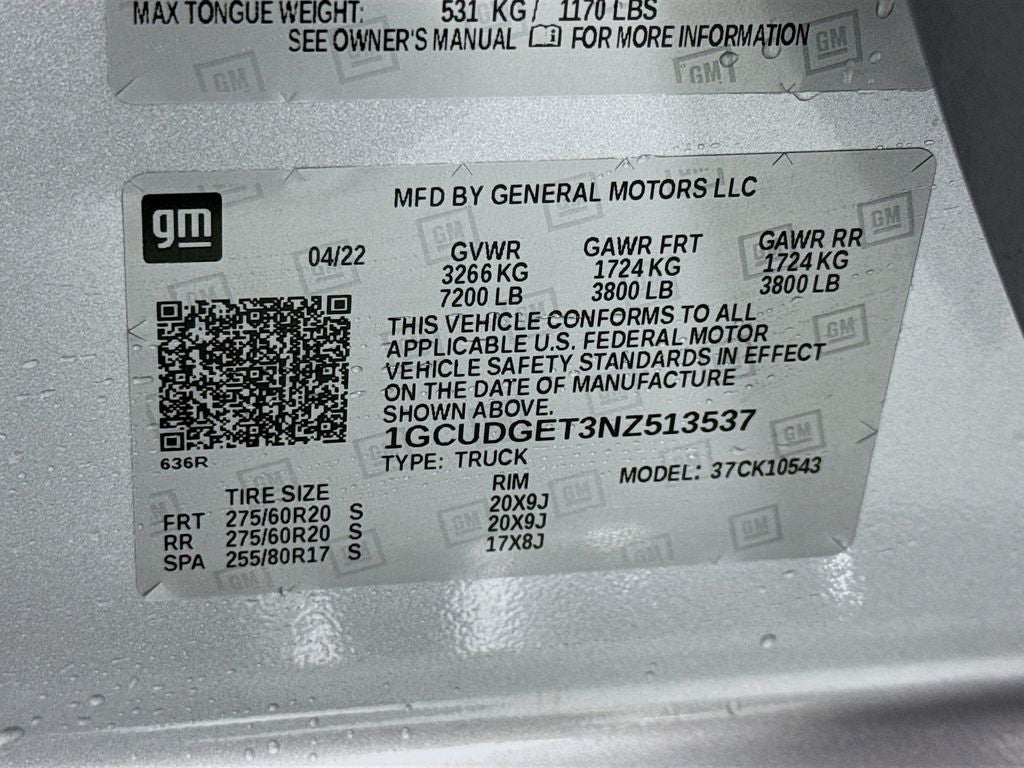 MAX TONGUE WEIGHT: 531 KG / 1170 LBS
SEE OWNER'S MANUAL FOR MORE INFORMATION
gm
MFD BY GENERAL MOTORS LLC
04/22
GVWR GAWR FRT GAWR RR
3266 KG 1724 KG 1724 KG
7200 LB 3800 LB 3800 LB
THIS VEHICLE CONFORMS TO ALL
APPLICABLE U.S. FEDERAL MOTOR
VEHICLE SAFETY STANDARDS IN EFFECT
ON THE DATE OF MANUFACTURE
SHOWN ABOVE.
1GCUDGET3NZ513537
636R
TYPE: TRUCK MODEL: 37CK10543
TIRE SIZE RIM
FRT 275/60R20 S 20X9J
RR 275/60R20 S 20X9J
SPA 255/80R17 S 17X8J